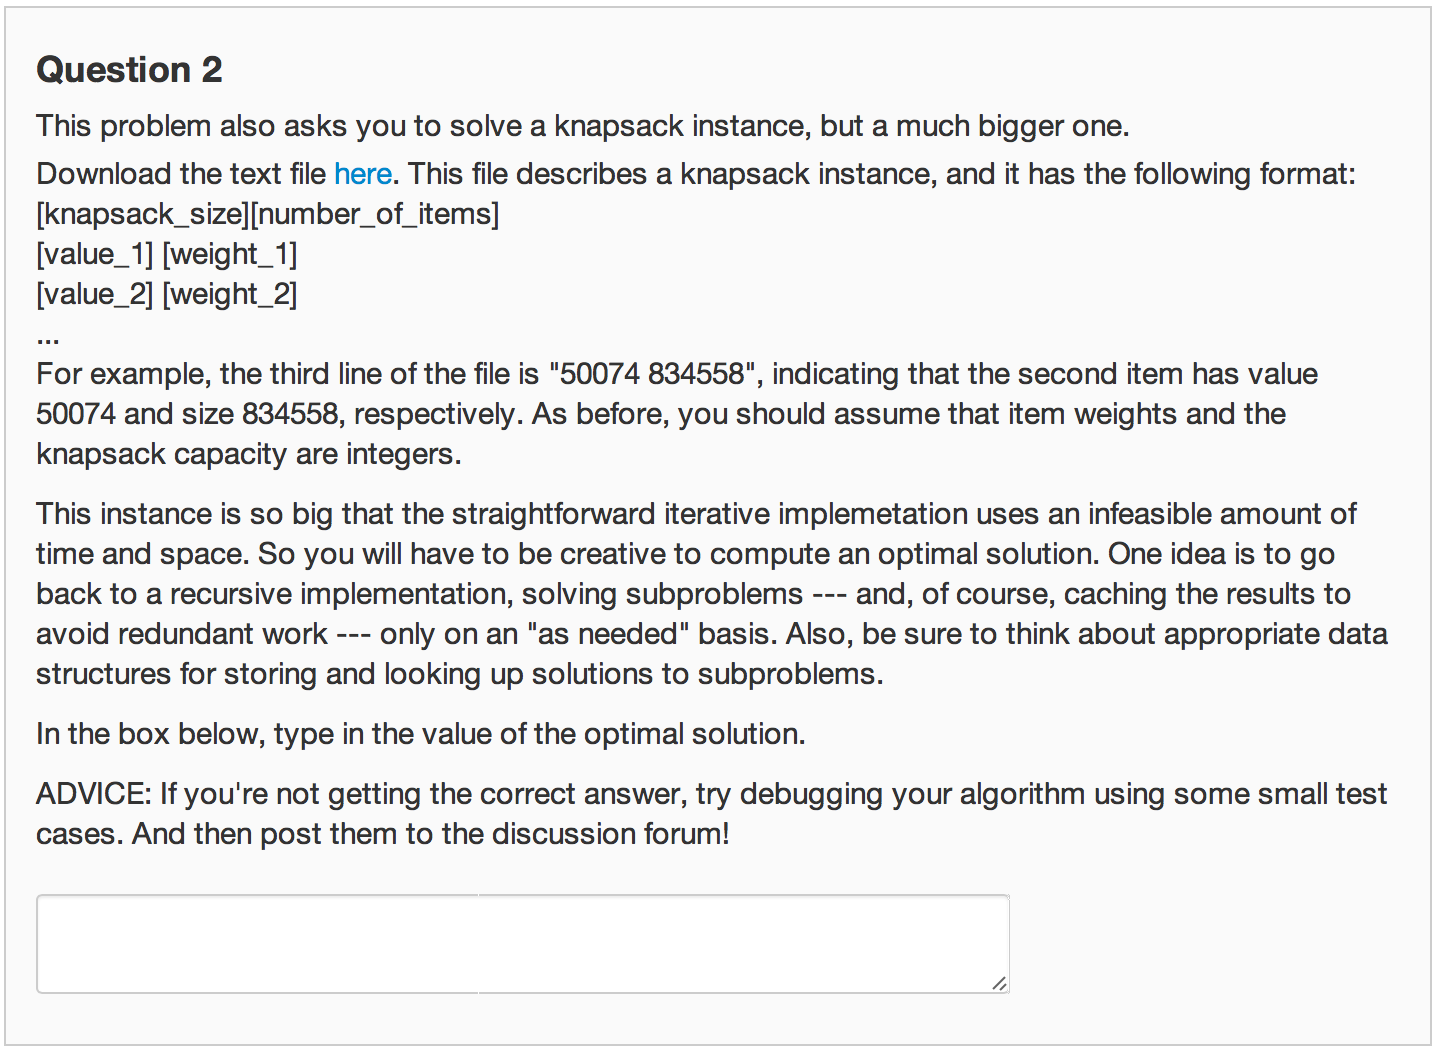 Question 2
This problem also asks you to solve a knapsack instance, but a much bigger one.
Download the text file here. This file describes a knapsack instance, and it has the following format:
[knapsack_size][number_of_items]
[value_1] [weight_1]
[value_2] [weight_2]
...
For example, the third line of the file is "50074 834558", indicating that the second item has value
50074 and size 834558, respectively. As before, you should assume that item weights and the
knapsack capacity are integers.
This instance is so big that the straightforward iterative implemetation uses an infeasible amount of
time and space. So you will have to be creative to compute an optimal solution. One idea is to go
back to a recursive implementation, solving subproblems --- and, of course, caching the results to
avoid redundant work --- only on an "as needed" basis. Also, be sure to think about appropriate data
structures for storing and looking up solutions to subproblems.
In the box below, type in the value of the optimal solution.
ADVICE: If you're not getting the correct answer, try debugging your algorithm using some small test
cases. And then post them to the discussion forum!